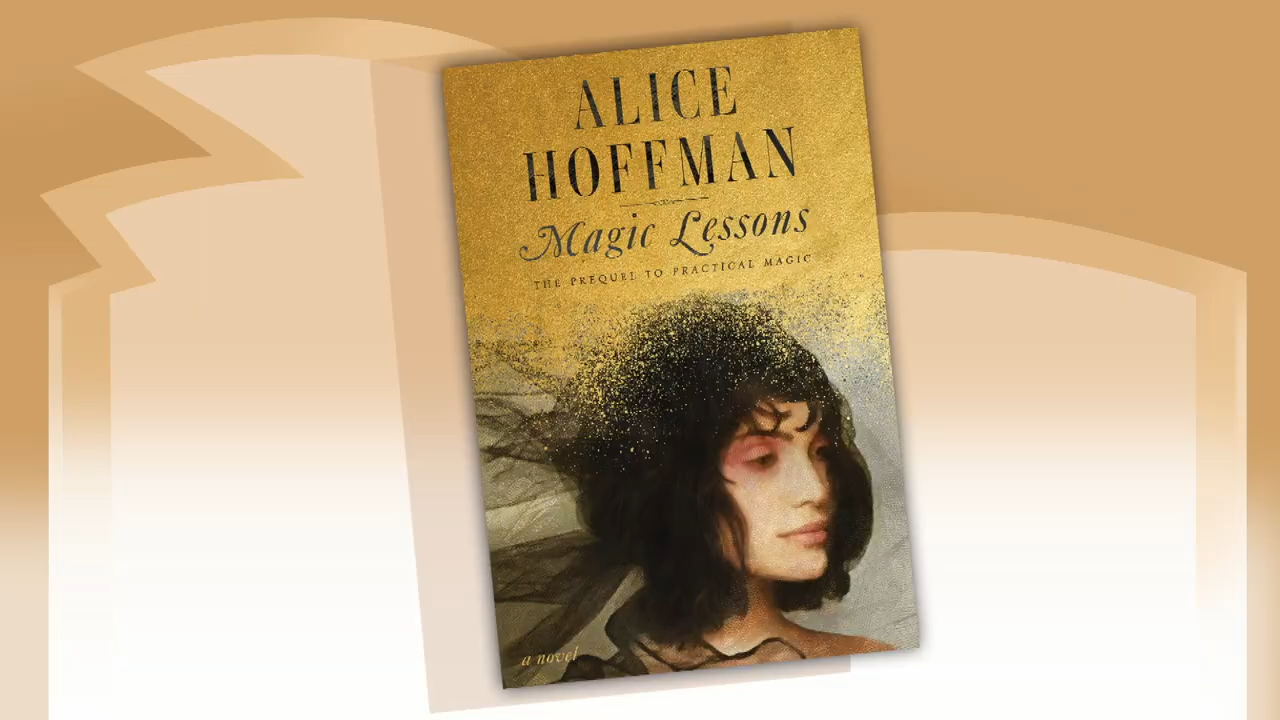 ALICE
HOFFMAN
Magic Lessons
THE PREQUEL TO PRACTICAL MAGIC
a novel